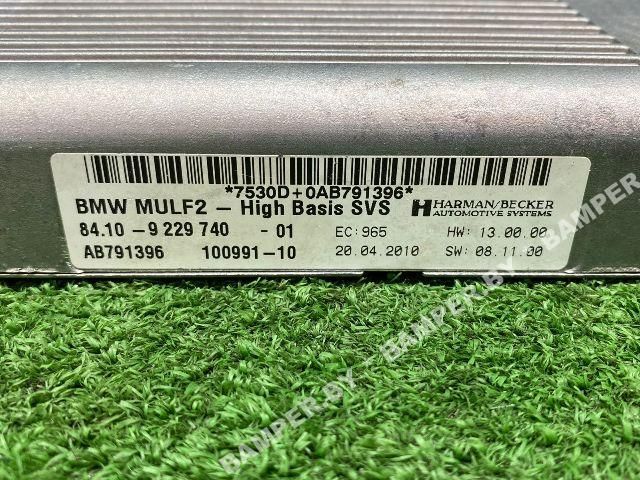 *7530D+0AB791396*
BMW MULF2 – High Basis SVS HARMAN/BECKER
AUTOMOTIVE SYSTEMS
84.10 – 9 229 740 - 01 EC: 965 HW: 13.00.00
AB791396 100991-10 20.04.2010 SW: 08.11.00
BAMPER.BY - BAMPER.BY - BAMPER